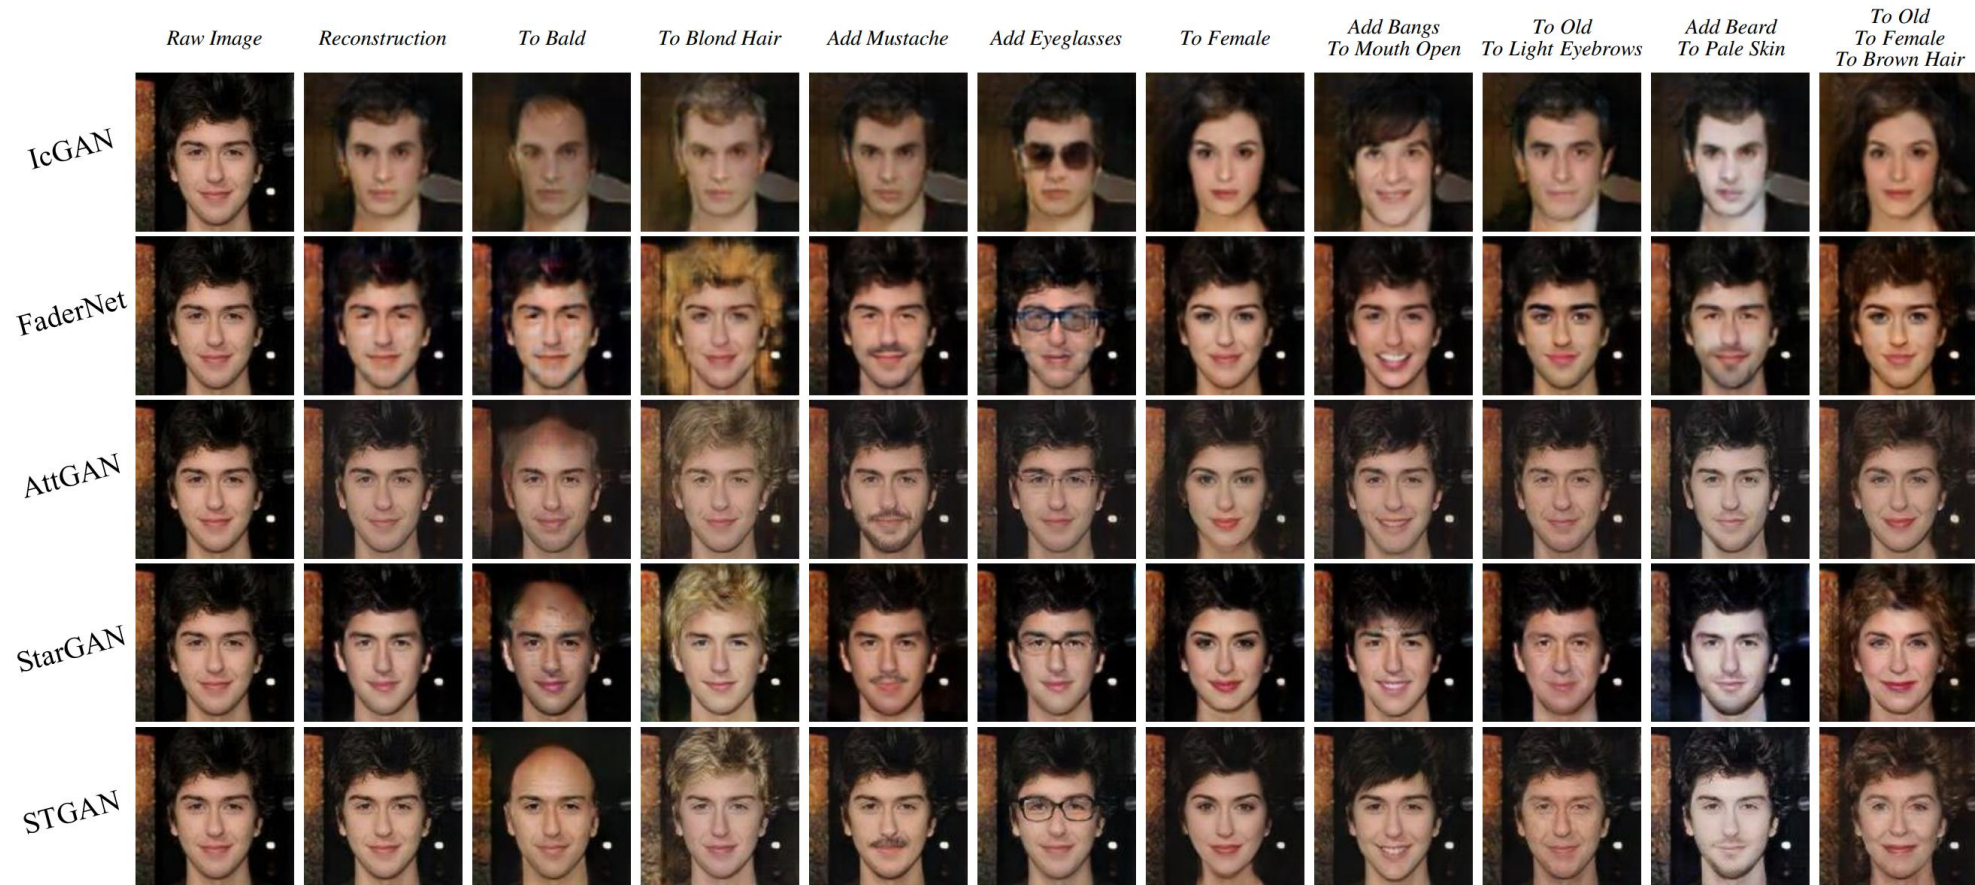 Raw Image
Reconstruction
To Bald
To Blond Hair
Add Mustache
Add Eyeglasses
To Female
Add Bangs
To Mouth Open
To Old
To Light Eyebrows
Add Beard
To Pale Skin
To Old
To Female
To Brown Hair
IcGAN
FaderNet
AttGAN
StarGAN
STGAN